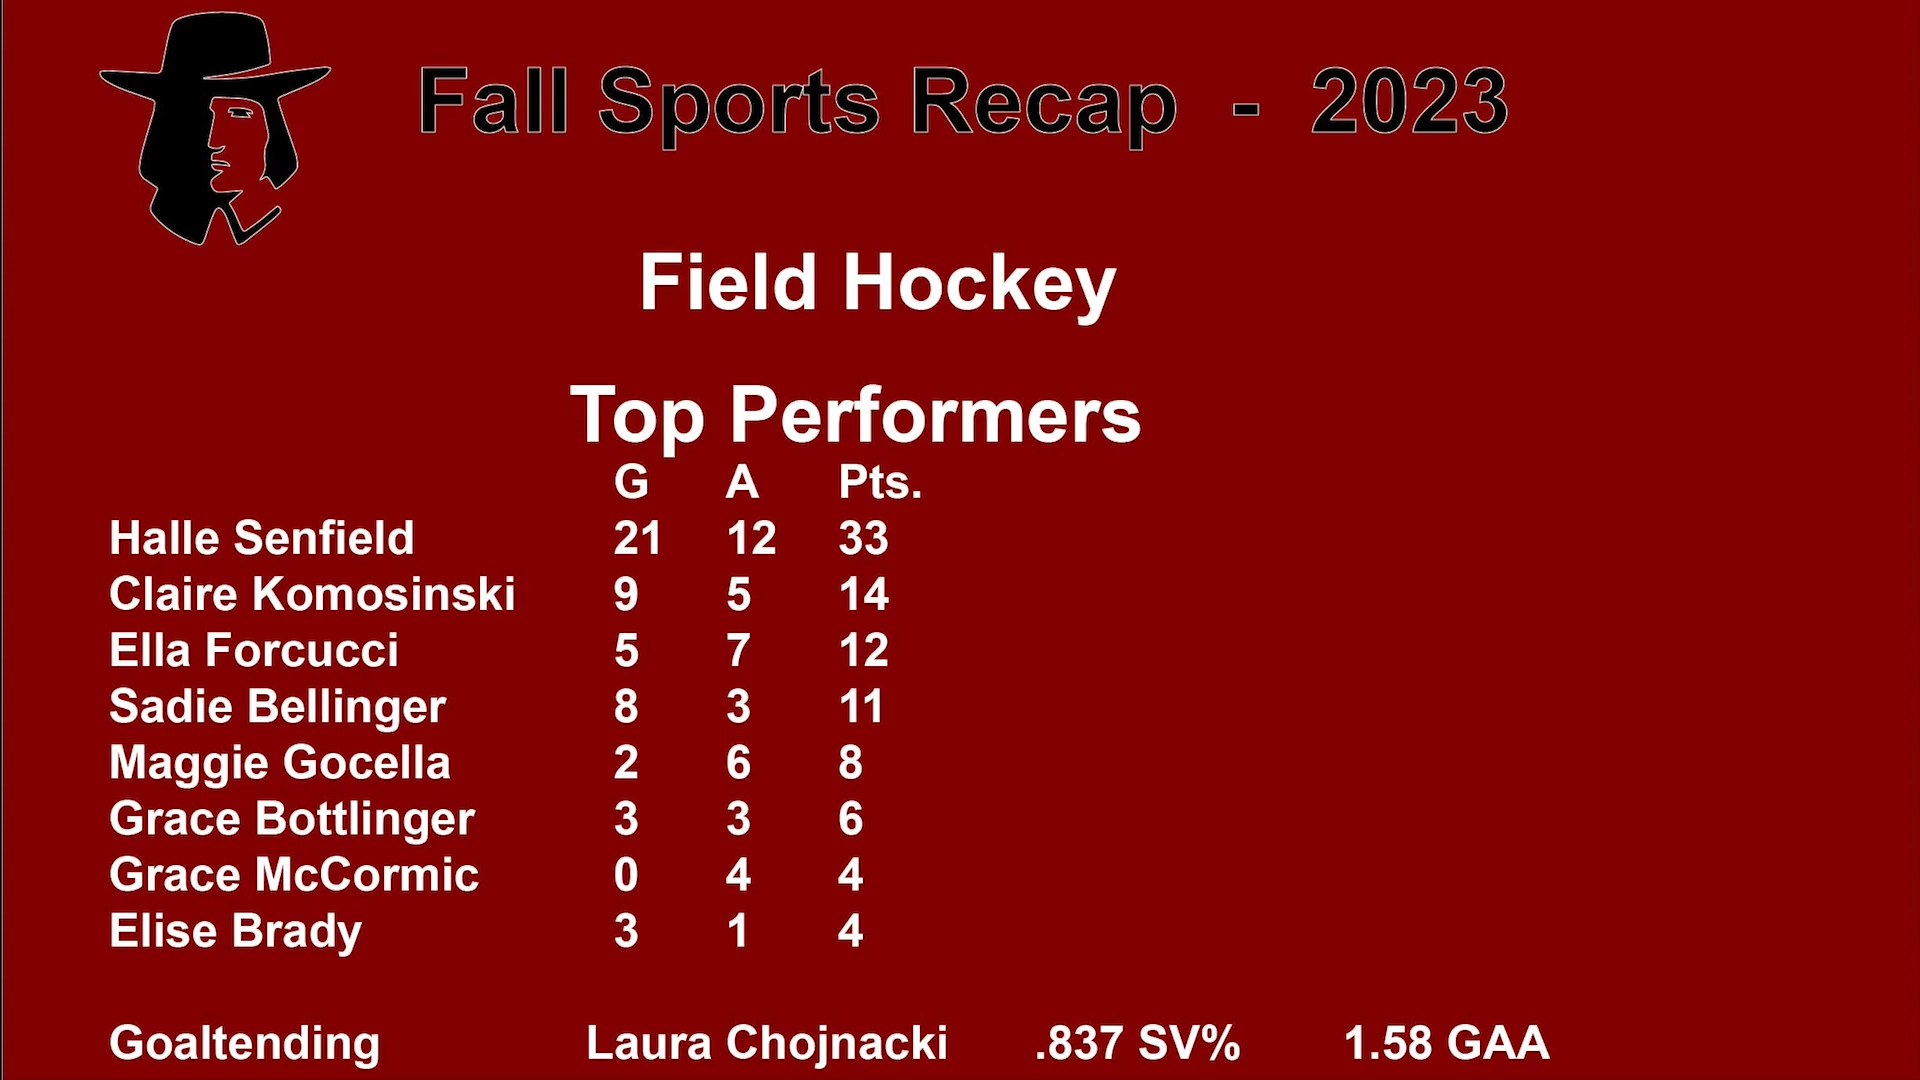 Fall Sports Recap - 2023
Field Hockey
Top Performers
G A Pts.
Halle Senfield 21 12 33
Claire Komosinski 9 5 14
Ella Forcucci 5 7 12
Sadie Bellinger 8 3 11
Maggie Gocella 2 6 8
Grace Bottlinger 3 3 6
Grace McCormic 0 4 4
Elise Brady 3 1 4
Goaltending Laura Chojnacki .837 SV% 1.58 GAA